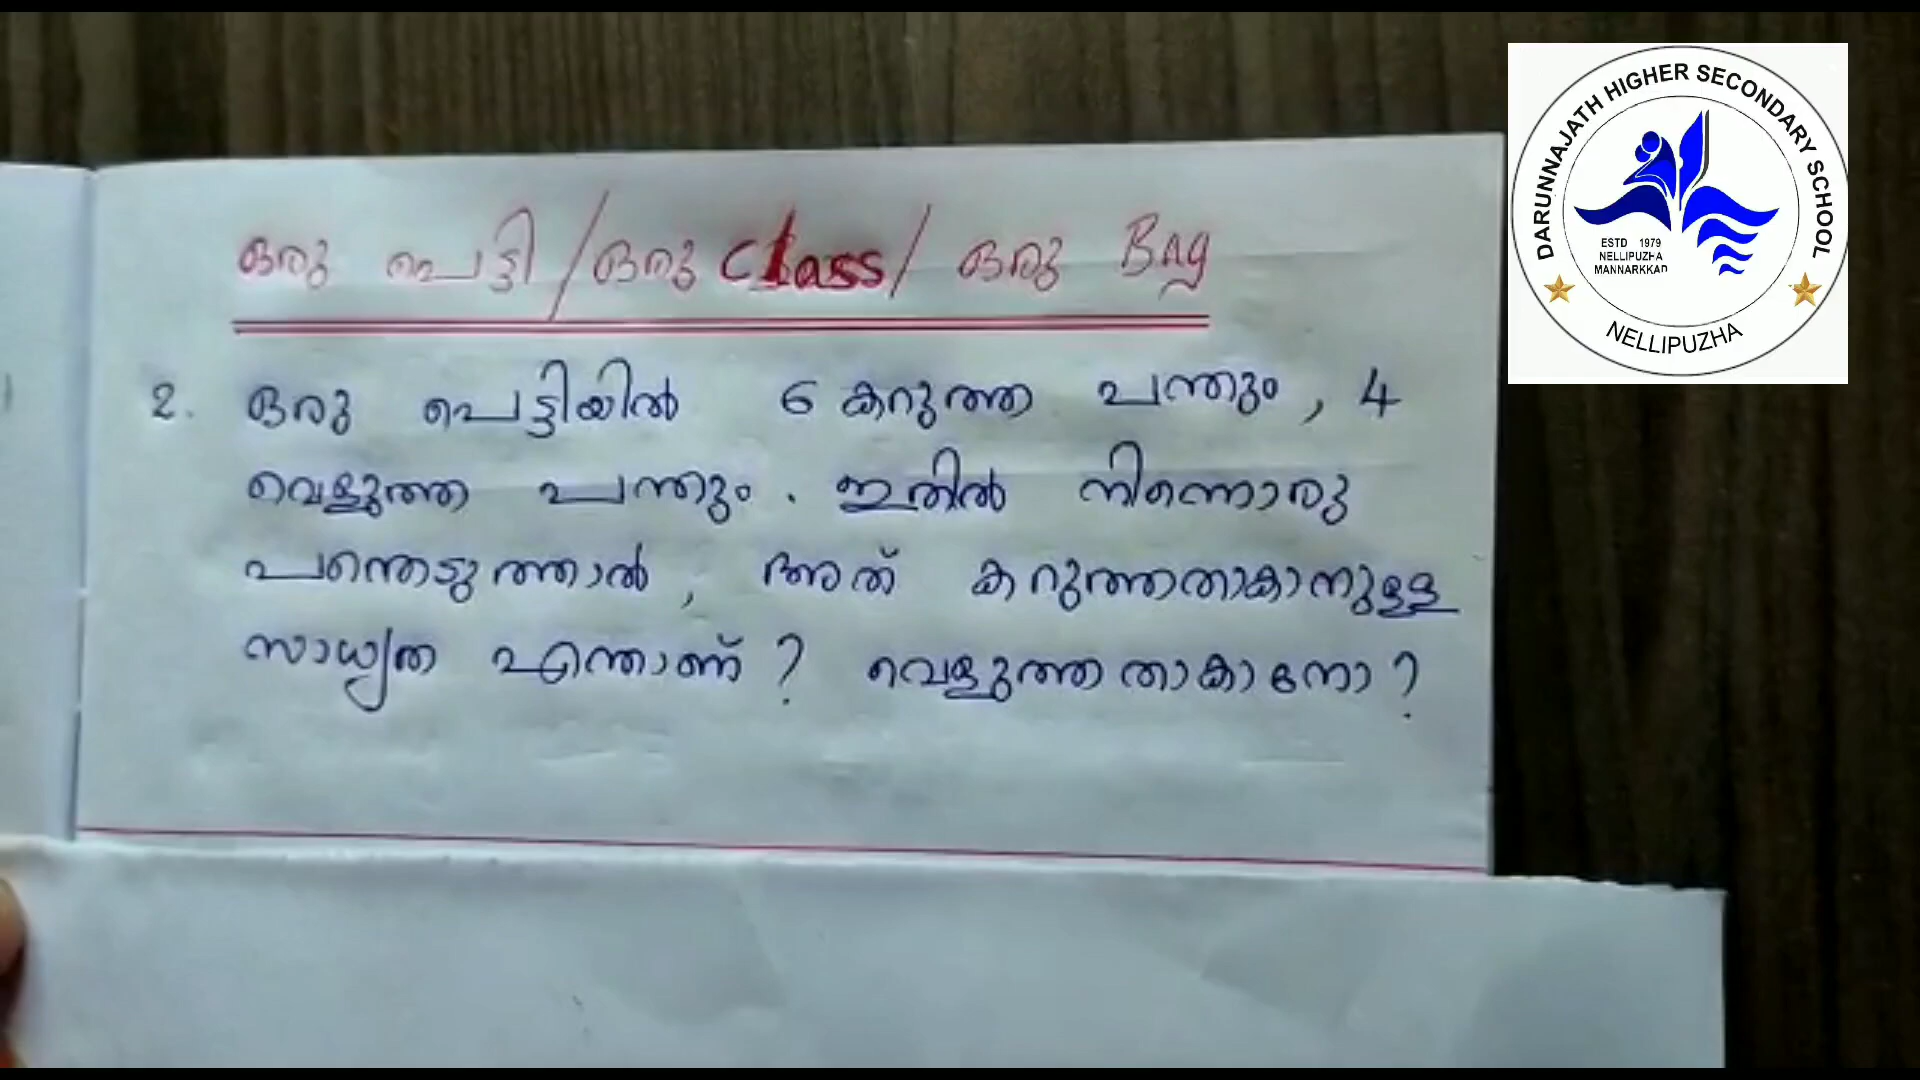 ഒരു പെട്ടി / ഒരു Class / ഒരു Bag
2. ഒരു പെട്ടിയിൽ 6 കറുത്ത പന്തും, 4
വെളുത്ത പന്തും. ഇതിൽ നിന്നൊരു
പന്തെടുത്താൽ, അത് കറുത്തതാകാനുള്ള
സാധ്യത എന്താണ്? വെളുത്തതാകാനോ?
DARUNNAJATH HIGHER SECONDARY SCHOOL
ESTD 1979
NELLIPUZHA
MANNARKKAD
NELLIPUZHA